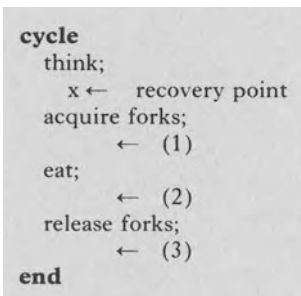 cycle
think;
x ← recovery point
acquire forks;
← (1)
eat;
← (2)
release forks;
← (3)
end